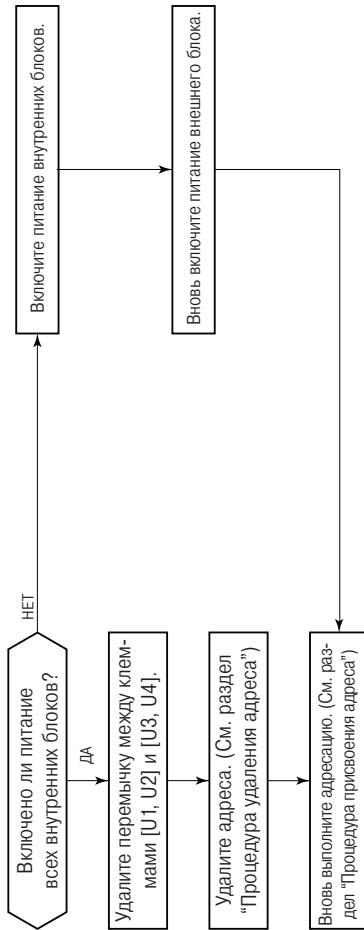 Включено ли питание
всех внутренних блоков?
НЕТ
ДА
Удалите перемычку между клем-
мами [U1, U2] и [U3, U4].
Удалите адреса. (См. раздел
“Процедура удаления адреса”)
Вновь выполните адресацию. (См. раз-
дел “Процедура присвоения адреса”)
Включите питание внутренних блоков.
Вновь включите питание внешнего блока.